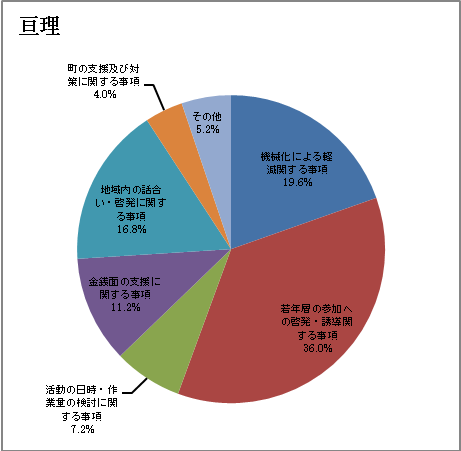 亘理
町の支援及び対
策に関する事項
4.0%
その他
5.2%
機械化による軽
減関する事項
19.6%
地域内の話合
い・啓発に関す
る事項
16.8%
金銭面の支援に
関する事項
11.2%
若年層の参加へ
の啓発・誘導関
する事項
36.0%
活動の日時・作
業量の検討に関
する事項
7.2%